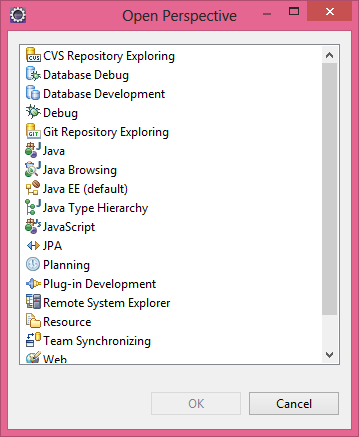 Open Perspective
CVS Repository Exploring
Database Debug
Database Development
Debug
Git Repository Exploring
Java
Java Browsing
Java EE (default)
Java Type Hierarchy
JavaScript
JPA
Planning
Plug-in Development
Remote System Explorer
Resource
Team Synchronizing
Web
OK
Cancel